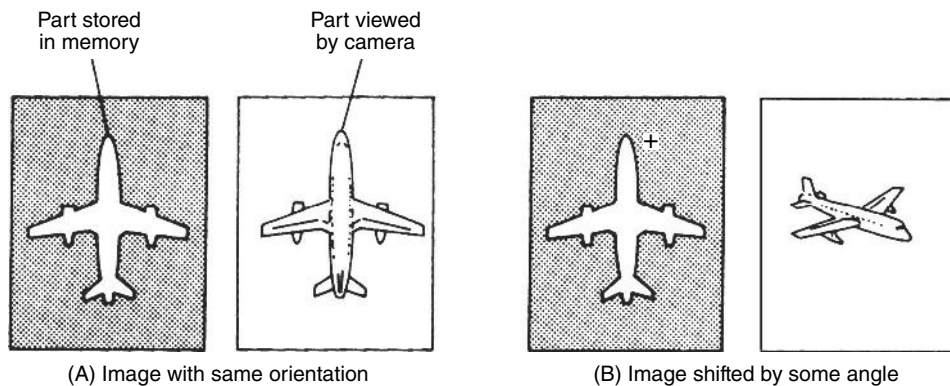 Part stored
in memory
Part viewed
by camera
+
(A) Image with same orientation
(B) Image shifted by some angle